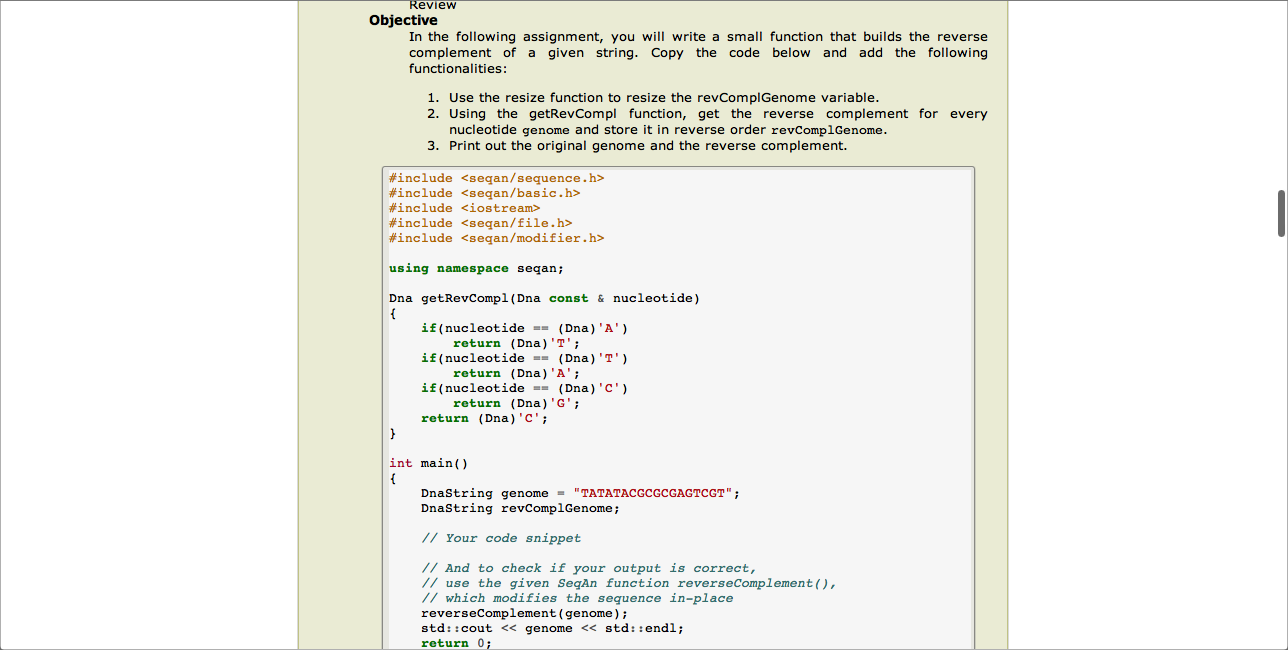 Review
Objective
In the following assignment, you will write a small function that builds the reverse
complement of a given string. Copy the code below and add the following
functionalities:
1. Use the resize function to resize the revComplGenome variable.
2. Using the getRevCompl function, get the reverse complement for every
nucleotide genome and store it in reverse order revComplGenome.
3. Print out the original genome and the reverse complement.
#include <seqan/sequence.h>
#include <seqan/basic.h>
#include <iostream>
#include <seqan/file.h>
#include <seqan/modifier.h>
using namespace seqan;
Dna getRevCompl(Dna const & nucleotide)
{
if(nucleotide == (Dna)'A')
return (Dna)'T';
if(nucleotide == (Dna)'T')
return (Dna)'A';
if(nucleotide == (Dna)'C')
return (Dna)'G';
return (Dna)'C';
}
int main()
{
DnaString genome = "TATATACGCGCGAGTCGT";
DnaString revComplGenome;
// Your code snippet
// And to check if your output is correct,
// use the given SeqAn function reverseComplement(),
// which modifies the sequence in-place
reverseComplement(genome);
std::cout << genome << std::endl;
return 0;